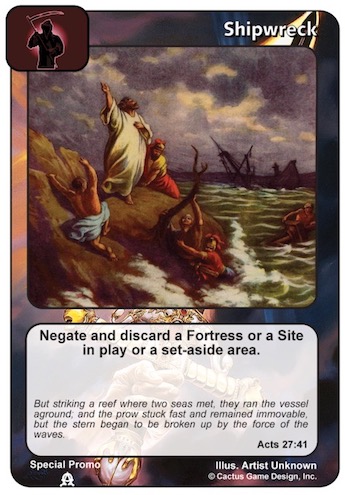 Shipwreck
Negate and discard a Fortress or a Site
in play or a set-aside area.
But striking a reef where two seas met, they ran the vessel
aground; and the prow stuck fast and remained immovable,
but the stern began to be broken up by the force of the
waves.
Acts 27:41
Special Promo
Illus. Artist Unknown
© Cactus Game Design, Inc.